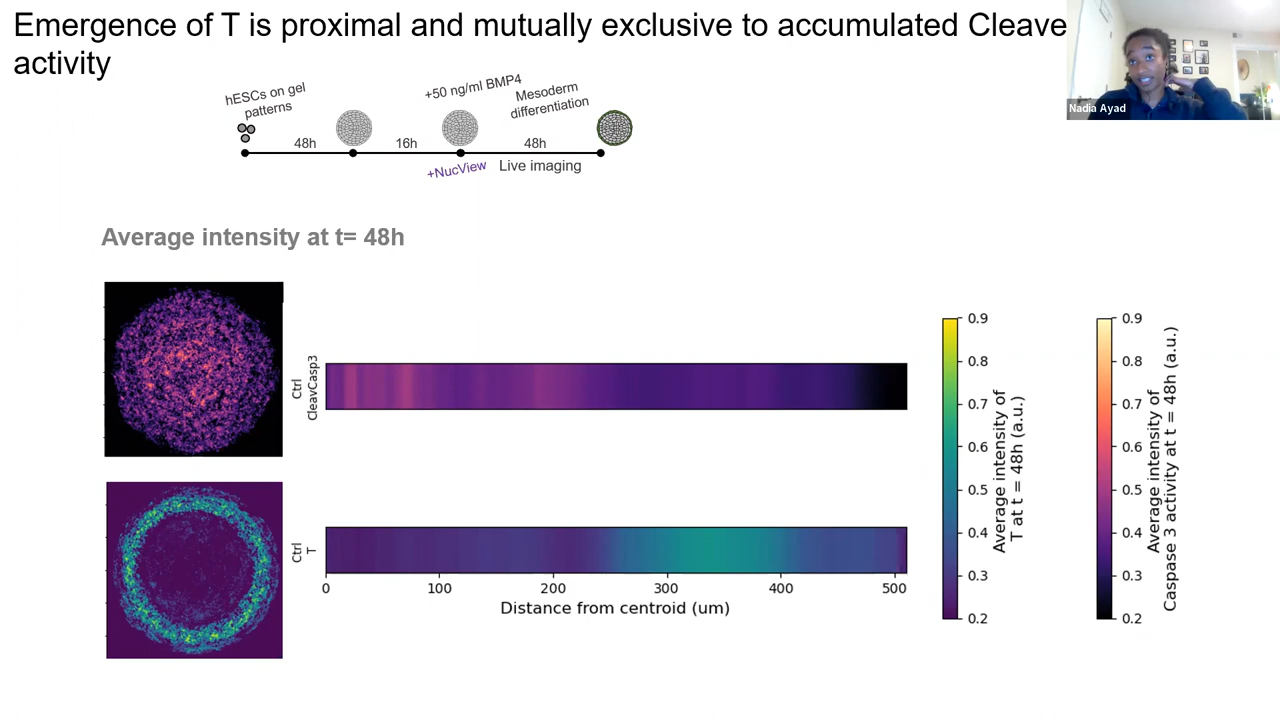 Emergence of T is proximal and mutually exclusive to accumulated Cleave
activity
Nadia Ayad
hESCs on gel
patterns
+50 ng/ml BMP4
Mesoderm
differentiation
48h
16h
48h
+NucView
Live imaging
Average intensity at t= 48h
Ctrl
CleavCasp3
Ctrl
T
0
100
200
300
400
500
Distance from centroid (um)
0.9
0.8
0.7
0.6
0.5
0.4
0.3
0.2
Average intensity of
T at t = 48h (a.u.)
0.9
0.8
0.7
0.6
0.5
0.4
0.3
0.2
Average intensity of
Caspase 3 activity at t = 48h (a.u.)